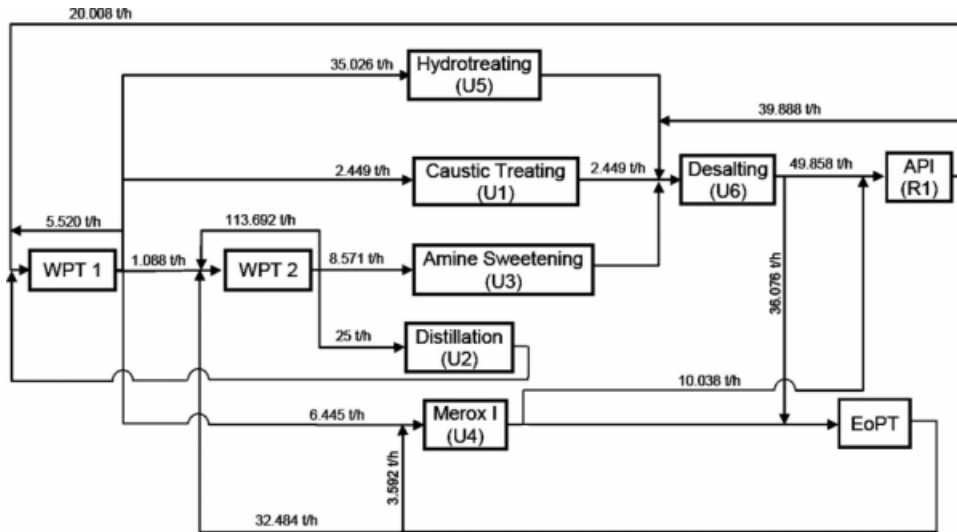 20.008 t/h
35.026 t/h
Hydrotreating
(U5)
39.888 t/h
2.449 t/h
Caustic Treating
(U1)
2.449 t/h
Desalting
(U6)
49.858 t/h
API
(R1)
5.520 t/h
113.692 t/h
WPT 1
1.088 t/h
WPT 2
8.571 t/h
Amine Sweetening
(U3)
36.076 t/h
25 t/h
Distillation
(U2)
10.038 t/h
6.445 t/h
Merox I
(U4)
EoPT
3.592 t/h
32.484 t/h